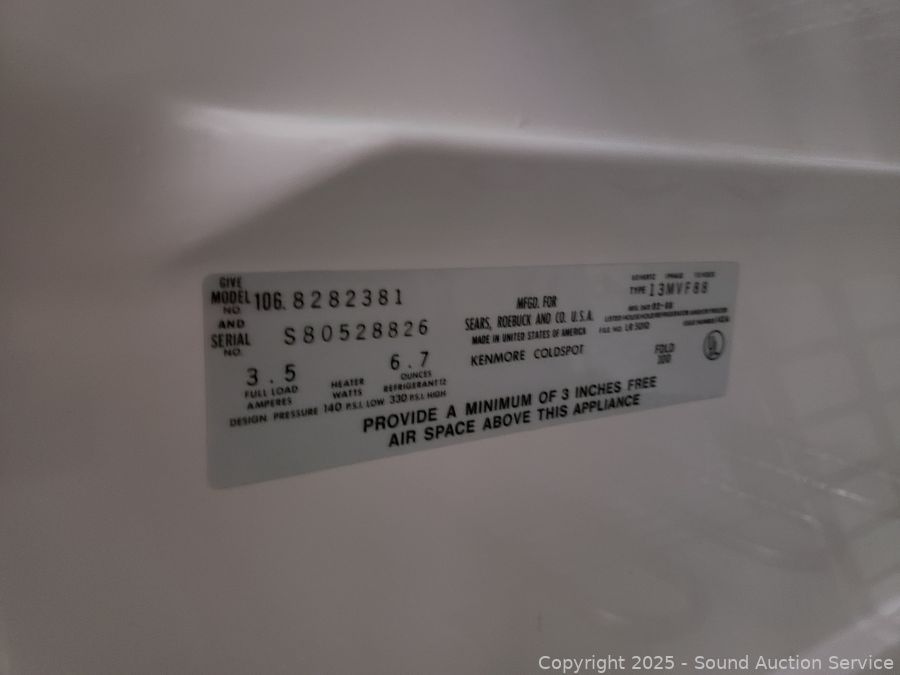 GIVE
MODEL 106.8282381
NO.
AND
SERIAL S80528826
NO.
3.5
FULL LOAD
AMPERES
HEATER
WATTS
6.7
OUNCES
REFRIGERANT 12
DESIGN PRESSURE 140 P.S.I. LOW 330 P.S.I. HIGH
MFGD. FOR
SEARS, ROEBUCK AND CO. U.S.A.
MADE IN UNITED STATES OF AMERICA
KENMORE COLDSPOT
TYPE 13MVF88
FILE NO.
UL
PROVIDE A MINIMUM OF 3 INCHES FREE
AIR SPACE ABOVE THIS APPLIANCE
Copyright 2025 - Sound Auction Service